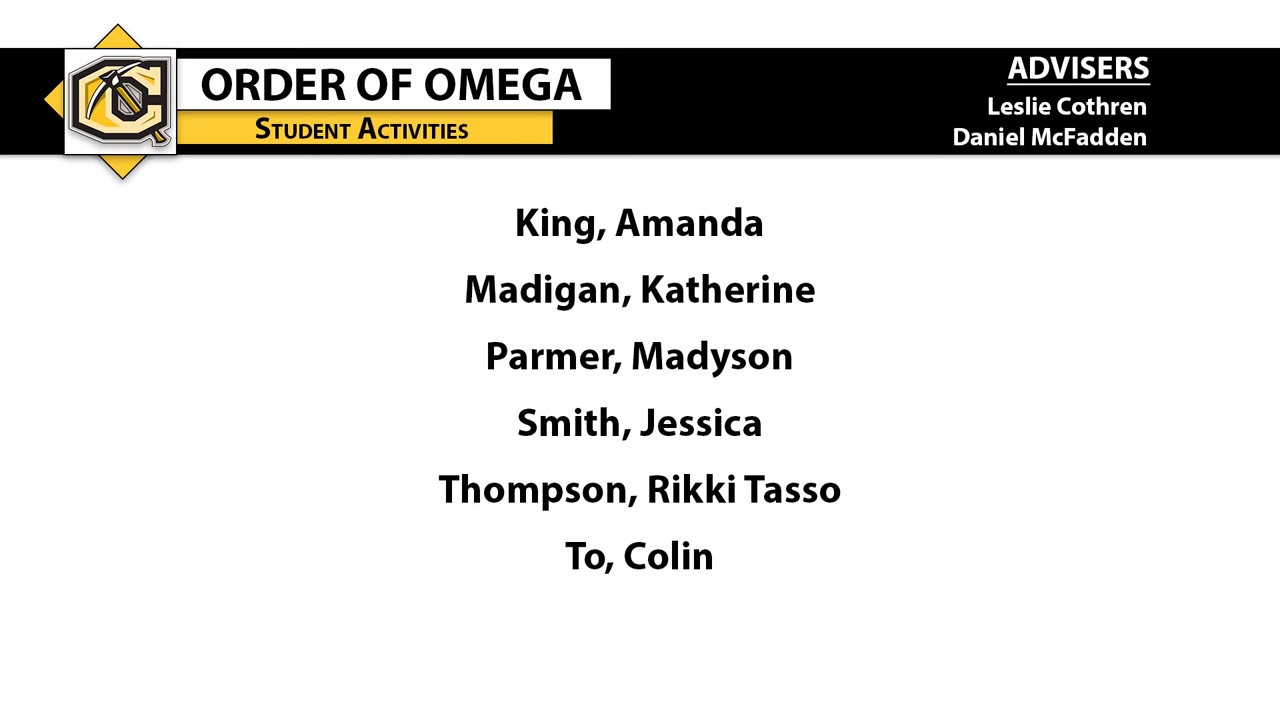 ORDER OF OMEGA
STUDENT ACTIVITIES
ADVISERS
Leslie Cothren
Daniel McFadden
King, Amanda
Madigan, Katherine
Parmer, Madyson
Smith, Jessica
Thompson, Rikki Tasso
To, Colin